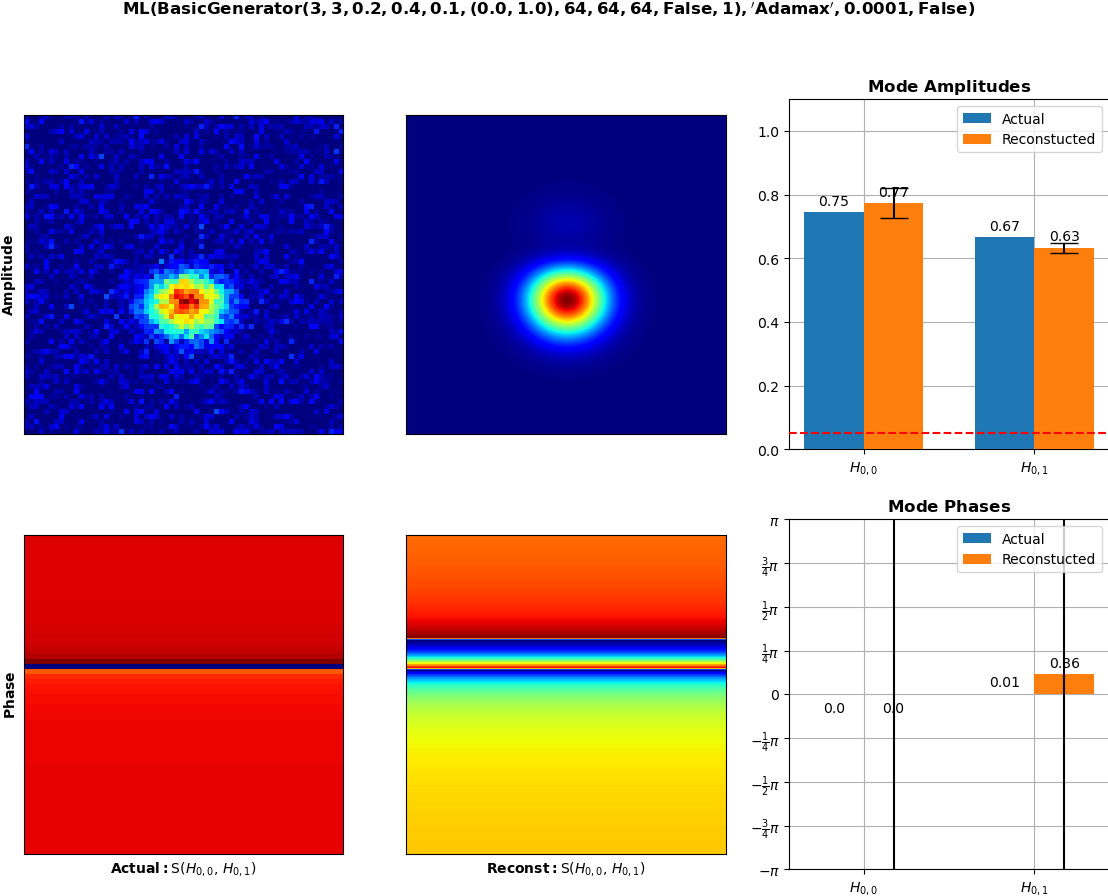 ML(BasicGenerator(3, 3, 0.2, 0.4, 0.1, (0.0, 1.0), 64, 64, 64, False, 1), ′Adamax′, 0.0001, False)
Amplitude
Mode Amplitudes
Actual
Reconstucted
1.0
0.8
0.6
0.4
0.2
0.0
0.75
0.77
0.67
0.63
H0,0
H0,1
Phase
Actual: S(H0,0, H0,1)
Reconst: S(H0,0, H0,1)
Mode Phases
Actual
Reconstucted
π
3/4π
1/2π
1/4π
0
−1/4π
−1/2π
−3/4π
−π
0.0
0.0
0.01
0.36
H0,0
H0,1